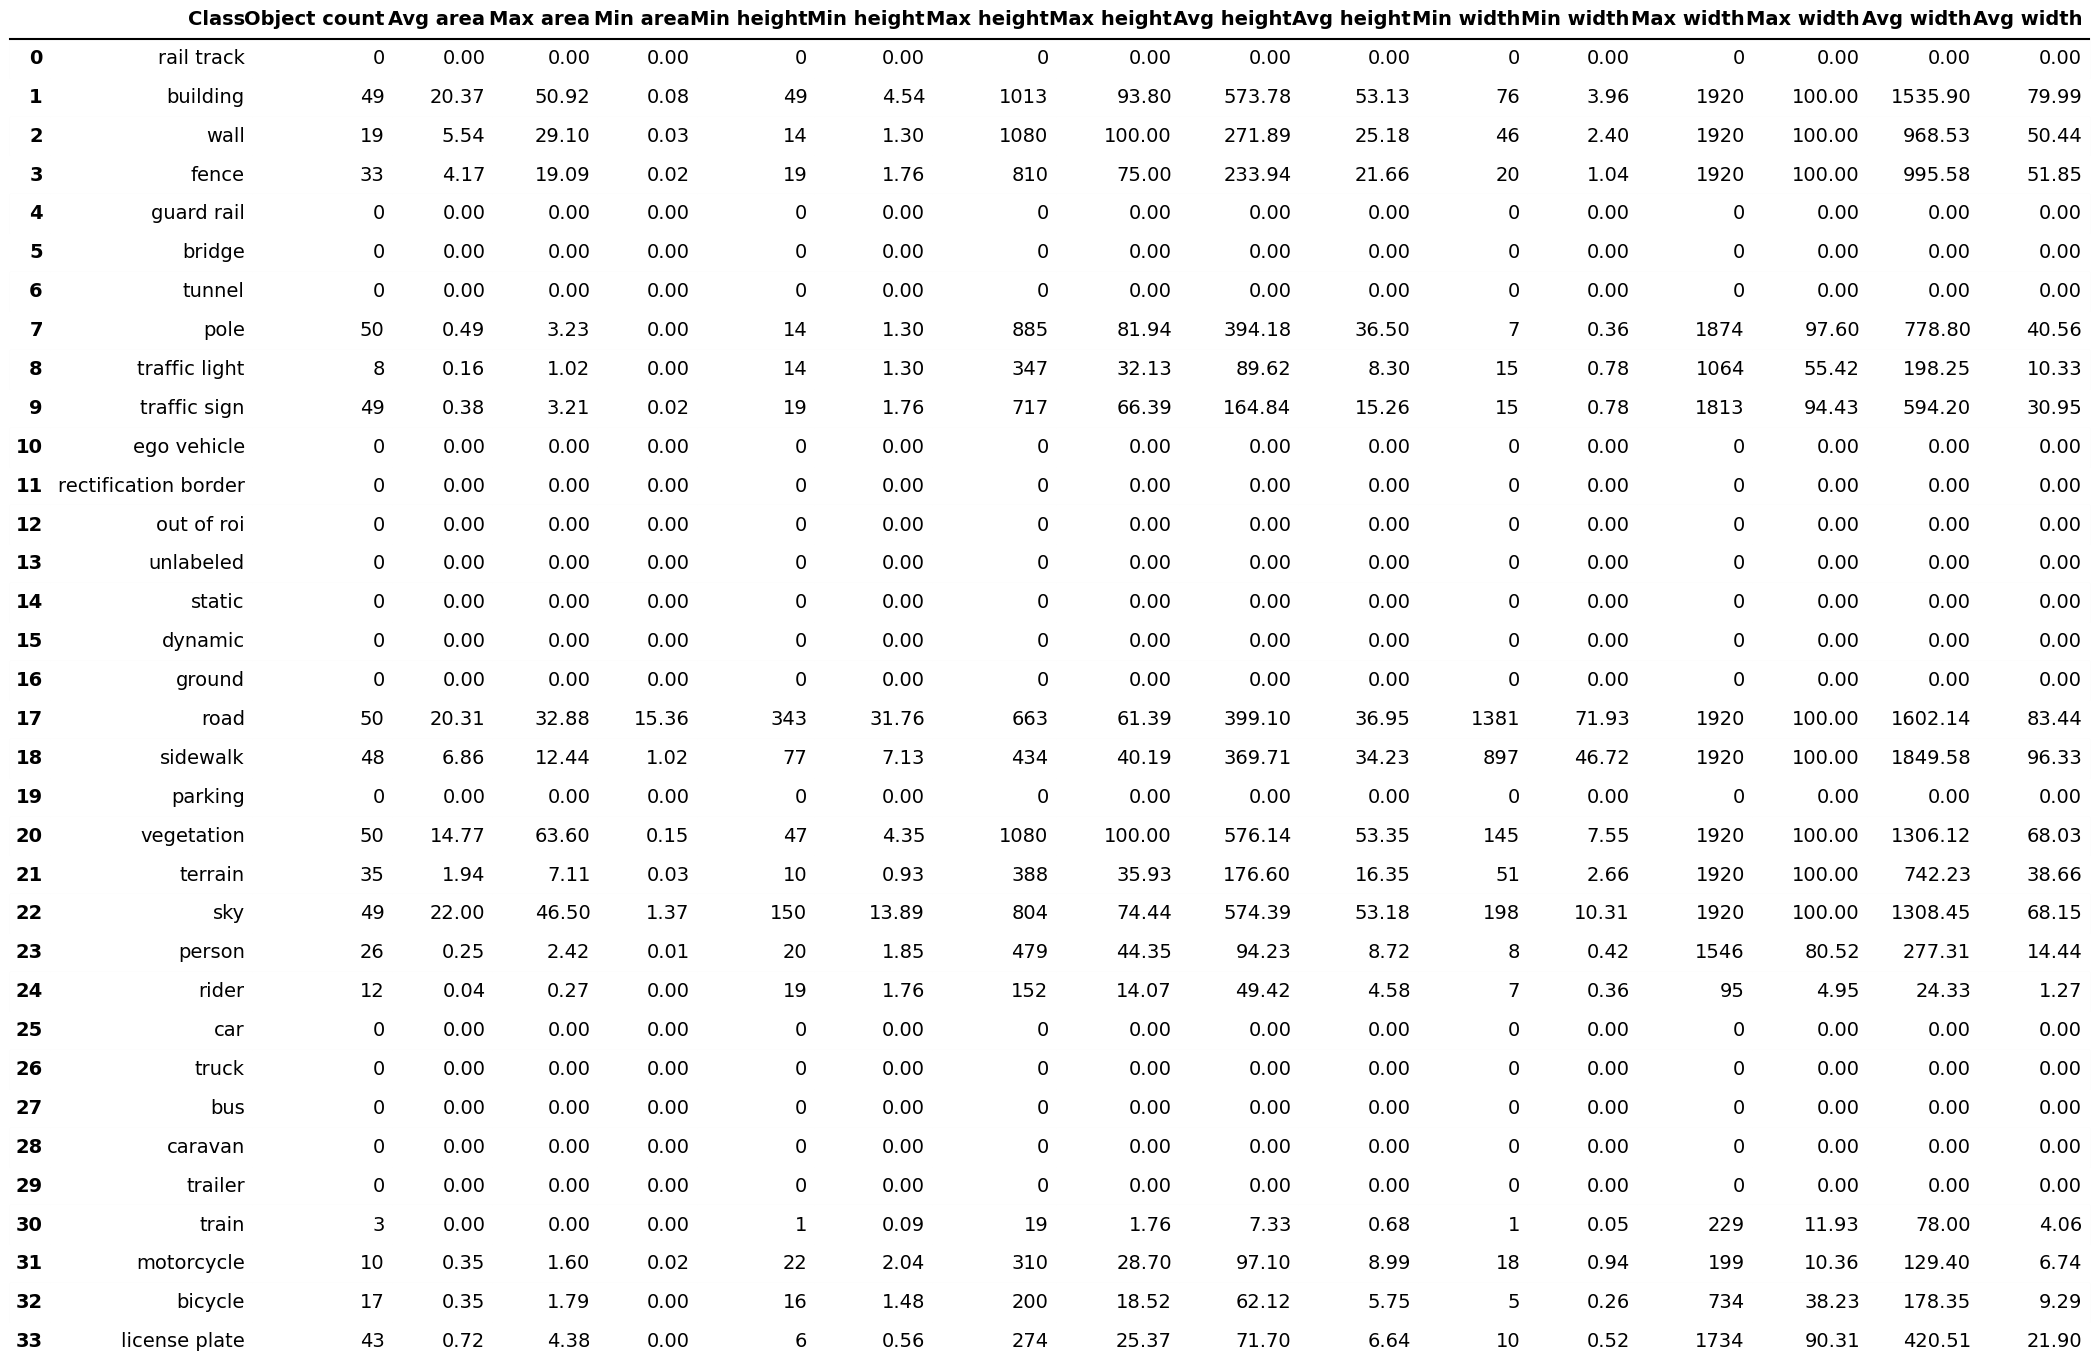 Class Object count Avg area Max area Min area Min height Min height Max height Max height Avg height Avg height Min width Min width Max width Max width Avg width Avg width
0 rail track 0 0.00 0.00 0.00 0 0.00 0 0.00 0.00 0.00 0 0.00 0 0.00 0.00 0.00
1 building 49 20.37 50.92 0.08 49 4.54 1013 93.80 573.78 53.13 76 3.96 1920 100.00 1535.90 79.99
2 wall 19 5.54 29.10 0.03 14 1.30 1080 100.00 271.89 25.18 46 2.40 1920 100.00 968.53 50.44
3 fence 33 4.17 19.09 0.02 19 1.76 810 75.00 233.94 21.66 20 1.04 1920 100.00 995.58 51.85
4 guard rail 0 0.00 0.00 0.00 0 0.00 0 0.00 0.00 0.00 0 0.00 0 0.00 0.00 0.00
5 bridge 0 0.00 0.00 0.00 0 0.00 0 0.00 0.00 0.00 0 0.00 0 0.00 0.00 0.00
6 tunnel 0 0.00 0.00 0.00 0 0.00 0 0.00 0.00 0.00 0 0.00 0 0.00 0.00 0.00
7 pole 50 0.49 3.23 0.00 14 1.30 885 81.94 394.18 36.50 7 0.36 1874 97.60 778.80 40.56
8 traffic light 8 0.16 1.02 0.00 14 1.30 347 32.13 89.62 8.30 15 0.78 1064 55.42 198.25 10.33
9 traffic sign 49 0.38 3.21 0.02 19 1.76 717 66.39 164.84 15.26 15 0.78 1813 94.43 594.20 30.95
10 ego vehicle 0 0.00 0.00 0.00 0 0.00 0 0.00 0.00 0.00 0 0.00 0 0.00 0.00 0.00
11 rectification border 0 0.00 0.00 0.00 0 0.00 0 0.00 0.00 0.00 0 0.00 0 0.00 0.00 0.00
12 out of roi 0 0.00 0.00 0.00 0 0.00 0 0.00 0.00 0.00 0 0.00 0 0.00 0.00 0.00
13 unlabeled 0 0.00 0.00 0.00 0 0.00 0 0.00 0.00 0.00 0 0.00 0 0.00 0.00 0.00
14 static 0 0.00 0.00 0.00 0 0.00 0 0.00 0.00 0.00 0 0.00 0 0.00 0.00 0.00
15 dynamic 0 0.00 0.00 0.00 0 0.00 0 0.00 0.00 0.00 0 0.00 0 0.00 0.00 0.00
16 ground 0 0.00 0.00 0.00 0 0.00 0 0.00 0.00 0.00 0 0.00 0 0.00 0.00 0.00
17 road 50 20.31 32.88 15.36 343 31.76 663 61.39 399.10 36.95 1381 71.93 1920 100.00 1602.14 83.44
18 sidewalk 48 6.86 12.44 1.02 77 7.13 434 40.19 369.71 34.23 897 46.72 1920 100.00 1849.58 96.33
19 parking 0 0.00 0.00 0.00 0 0.00 0 0.00 0.00 0.00 0 0.00 0 0.00 0.00 0.00
20 vegetation 50 14.77 63.60 0.15 47 4.35 1080 100.00 576.14 53.35 145 7.55 1920 100.00 1306.12 68.03
21 terrain 35 1.94 7.11 0.03 10 0.93 388 35.93 176.60 16.35 51 2.66 1920 100.00 742.23 38.66
22 sky 49 22.00 46.50 1.37 150 13.89 804 74.44 574.39 53.18 198 10.31 1920 100.00 1308.45 68.15
23 person 26 0.25 2.42 0.01 20 1.85 479 44.35 94.23 8.72 8 0.42 1546 80.52 277.31 14.44
24 rider 12 0.04 0.27 0.00 19 1.76 152 14.07 49.42 4.58 7 0.36 95 4.95 24.33 1.27
25 car 0 0.00 0.00 0.00 0 0.00 0 0.00 0.00 0.00 0 0.00 0 0.00 0.00 0.00
26 truck 0 0.00 0.00 0.00 0 0.00 0 0.00 0.00 0.00 0 0.00 0 0.00 0.00 0.00
27 bus 0 0.00 0.00 0.00 0 0.00 0 0.00 0.00 0.00 0 0.00 0 0.00 0.00 0.00
28 caravan 0 0.00 0.00 0.00 0 0.00 0 0.00 0.00 0.00 0 0.00 0 0.00 0.00 0.00
29 trailer 0 0.00 0.00 0.00 0 0.00 0 0.00 0.00 0.00 0 0.00 0 0.00 0.00 0.00
30 train 3 0.00 0.00 0.00 1 0.09 19 1.76 7.33 0.68 1 0.05 229 11.93 78.00 4.06
31 motorcycle 10 0.35 1.60 0.02 22 2.04 310 28.70 97.10 8.99 18 0.94 199 10.36 129.40 6.74
32 bicycle 17 0.35 1.79 0.00 16 1.48 200 18.52 62.12 5.75 5 0.26 734 38.23 178.35 9.29
33 license plate 43 0.72 4.38 0.00 6 0.56 274 25.37 71.70 6.64 10 0.52 1734 90.31 420.51 21.90